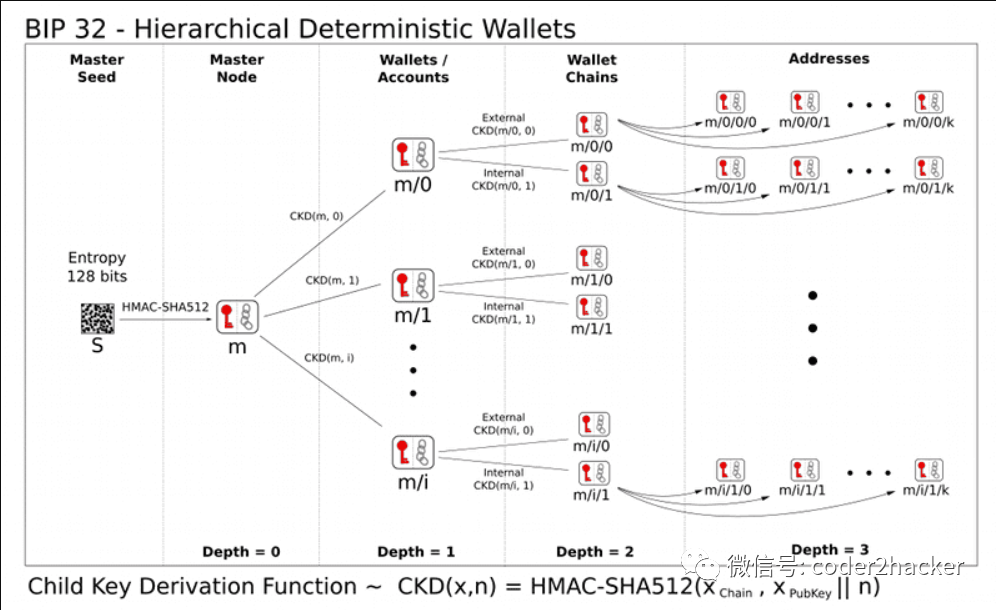 BIP 32 - Hierarchical Deterministic Wallets
Master
Seed
Master
Node
Wallets /
Accounts
Wallet
Chains
Addresses
Entropy
128 bits
HMAC-SHA512
S
m
CKD(m, 0)
CKD(m, 1)
CKD(m, i)
m/0
m/1
m/i
External
CKD(m/0, 0)
Internal
CKD(m/0, 1)
External
CKD(m/1, 0)
Internal
CKD(m/1, 1)
External
CKD(m/i, 0)
Internal
CKD(m/i, 1)
m/0/0
m/0/1
m/1/0
m/1/1
m/i/0
m/i/1
m/0/0/0
m/0/0/1
m/0/0/k
m/0/1/0
m/0/1/1
m/0/1/k
m/i/1/0
m/i/1/1
m/i/1/k
Depth = 0
Depth = 1
Depth = 2
Depth = 3
微信号: coder2hacker
Child Key Derivation Function ~ CKD(x,n) = HMAC-SHA512(x Chain , x PubKey || n)